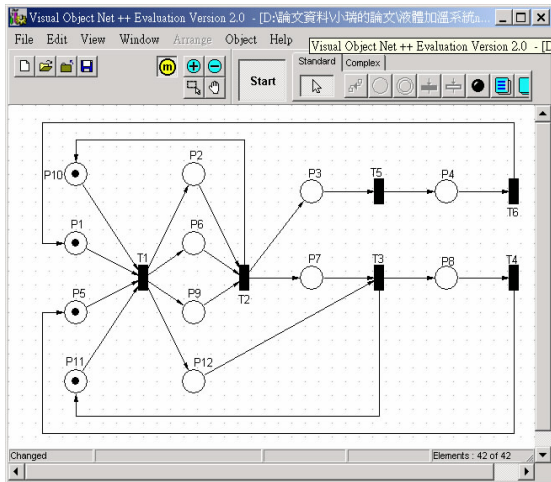 Visual Object Net ++ Evaluation Version 2.0 - [D:\論文資料\小瑞的論文\液體加溫系統n...
File Edit View Window Arrange Object Help
Visual Object Net ++ Evaluation Version 2.0 - [D
Start
Standard Complex
m
P2
P10
P3
T5
P4
T6
P1
P6
T1
P7
T3
P8
T4
P5
P9
T2
P11
P12
Changed
Elements : 42 of 42